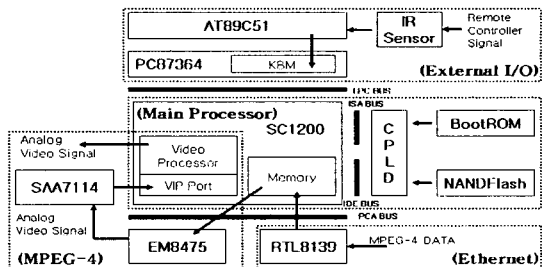 AT89C51
IR
Sensor
Remote
Controller
Signal
PC87364
KBM
(External I/O)
LPC BUS
(Main Processor)
SC1200
ISA BUS
CPLD
BootROM
Analog
Video Signal
Video
Processor
VIP Port
Memory
SAA7114
NANDFlash
IDE BUS
PCA BUS
Analog
Video Signal
(MPEG-4)
EM8475
RTL8139
MPEG-4 DATA
(Ethernet)